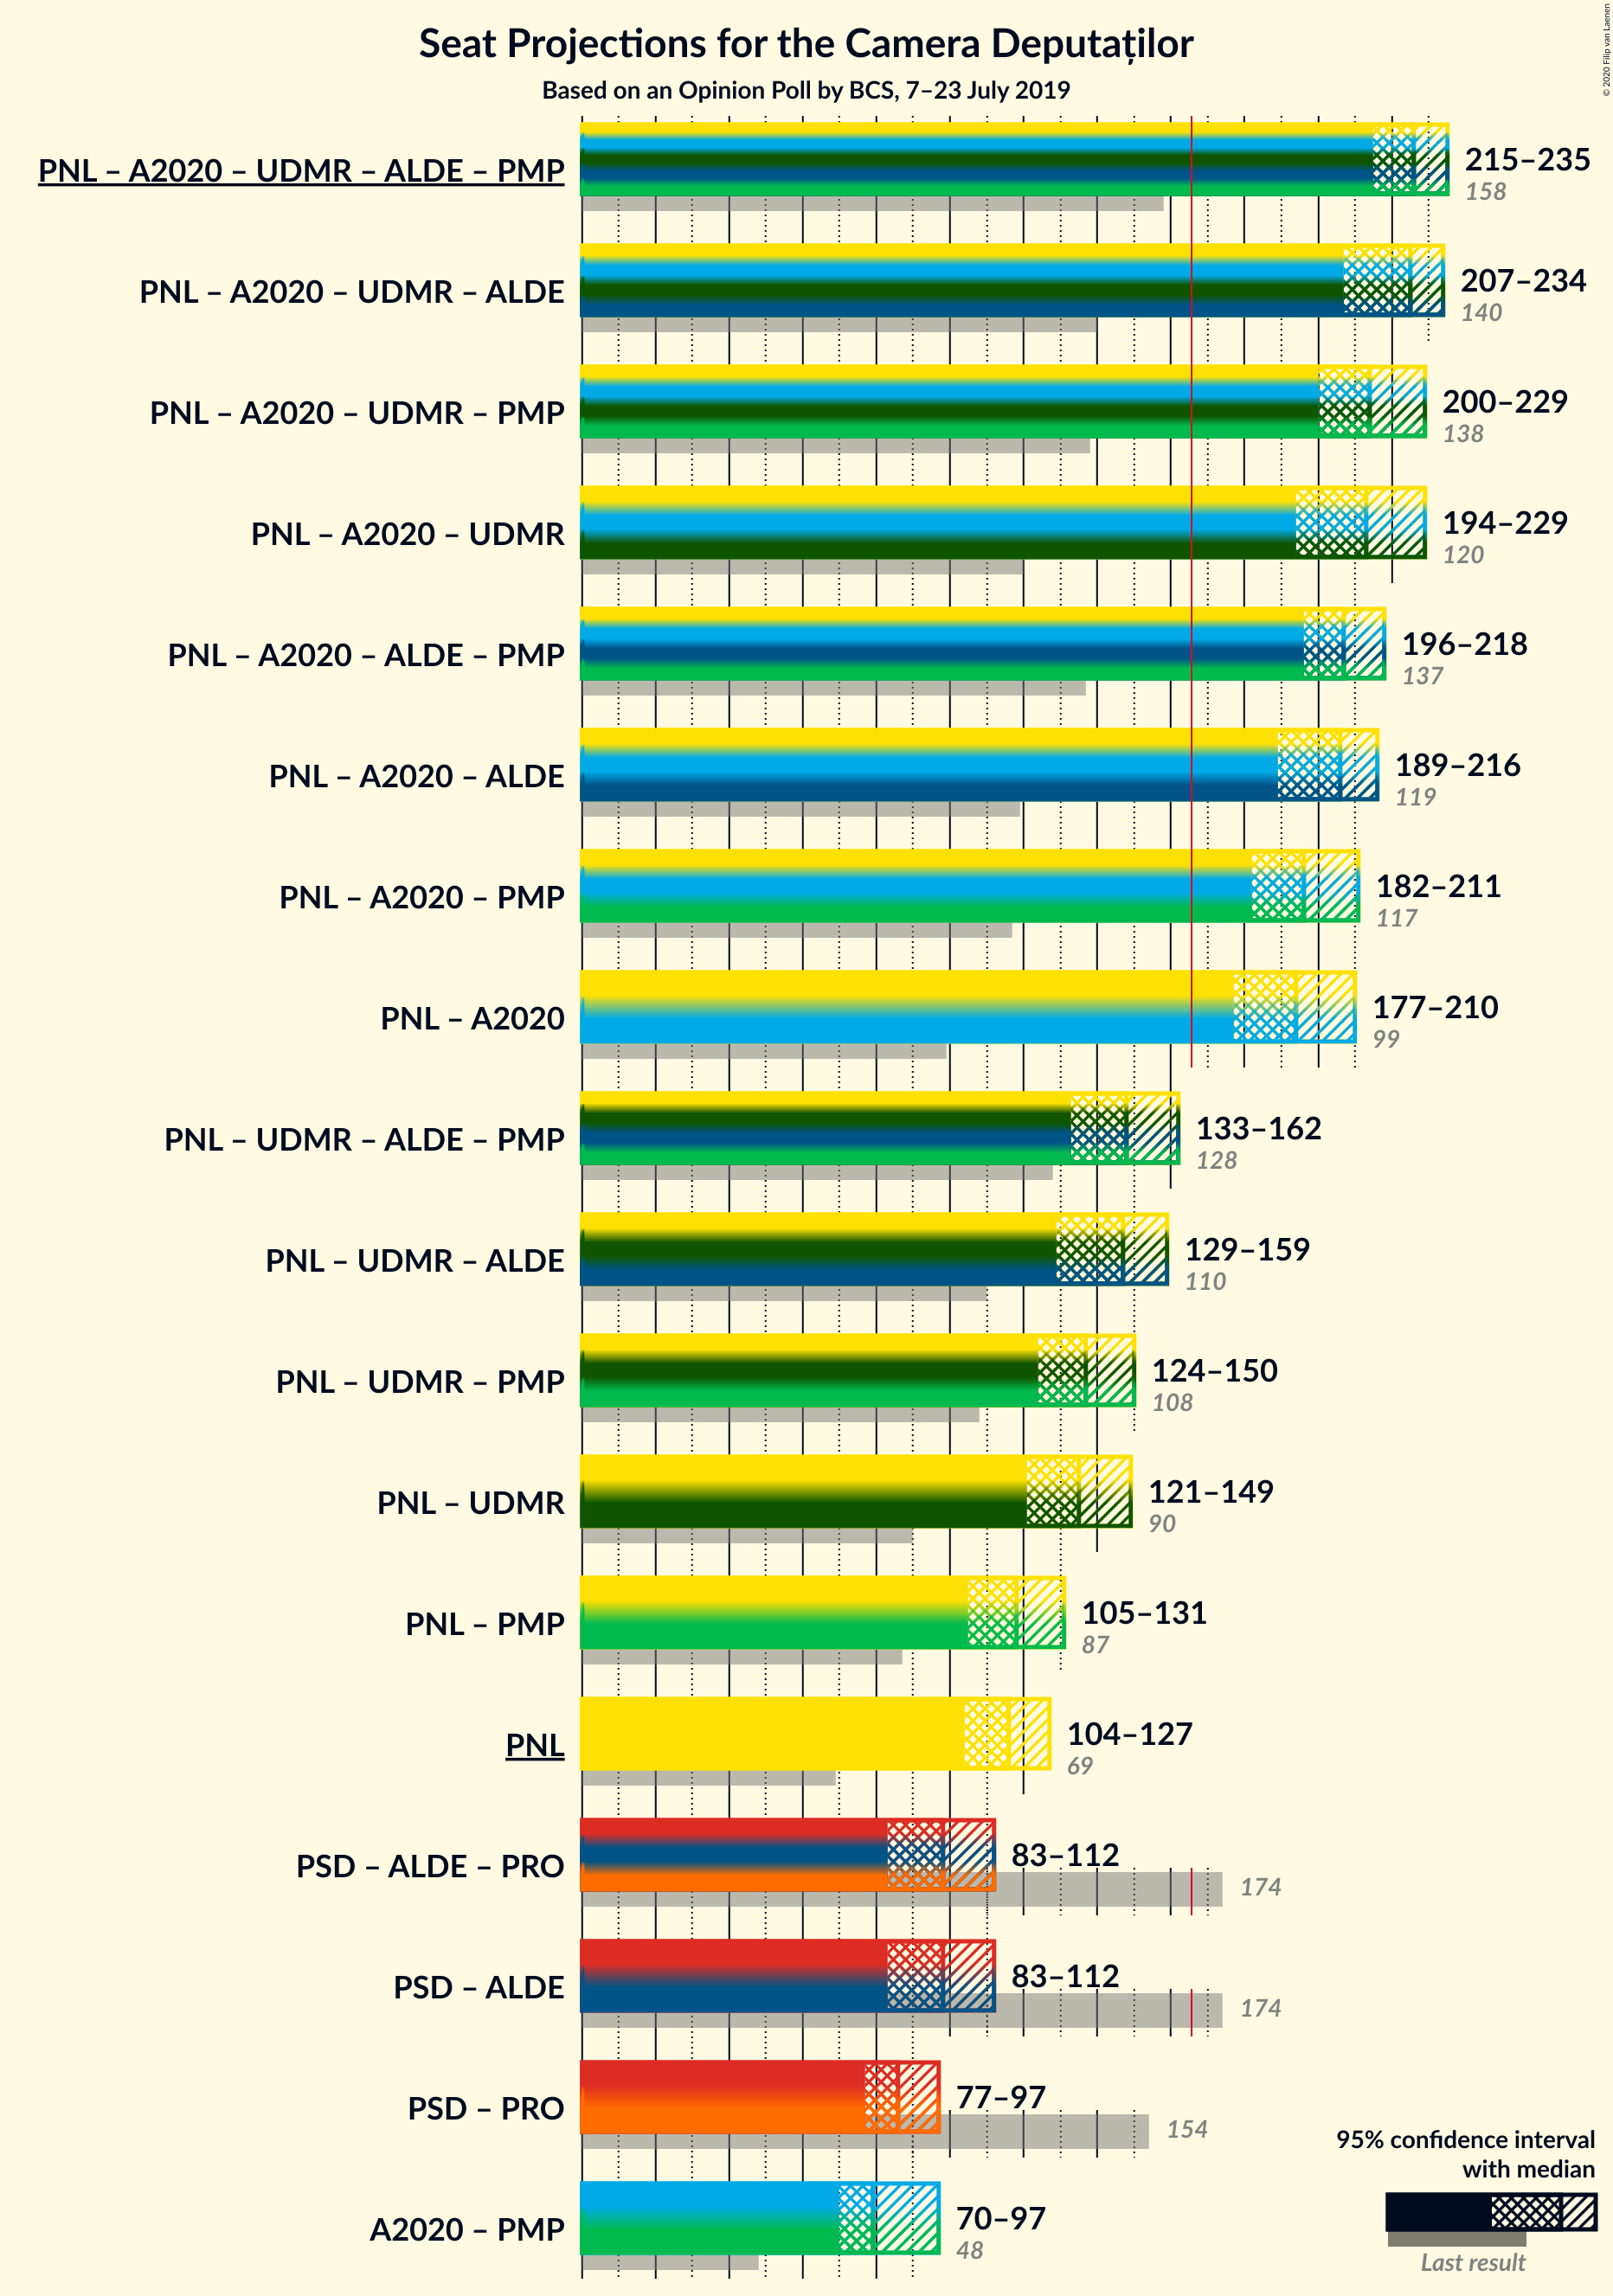 Seat Projections for the Camera Deputaților
Based on an Opinion Poll by BCS, 7–23 July 2019
© 2020 Filip van Laenen
PNL – A2020 – UDMR – ALDE – PMP
215–235
158
PNL – A2020 – UDMR – ALDE
207–234
140
PNL – A2020 – UDMR – PMP
200–229
138
PNL – A2020 – UDMR
194–229
120
PNL – A2020 – ALDE – PMP
196–218
137
PNL – A2020 – ALDE
189–216
119
PNL – A2020 – PMP
182–211
117
PNL – A2020
177–210
99
PNL – UDMR – ALDE – PMP
133–162
128
PNL – UDMR – ALDE
129–159
110
PNL – UDMR – PMP
124–150
108
PNL – UDMR
121–149
90
PNL – PMP
105–131
87
PNL
104–127
69
PSD – ALDE – PRO
83–112
174
PSD – ALDE
83–112
174
PSD – PRO
77–97
154
A2020 – PMP
70–97
48
95% confidence interval
with median
Last result